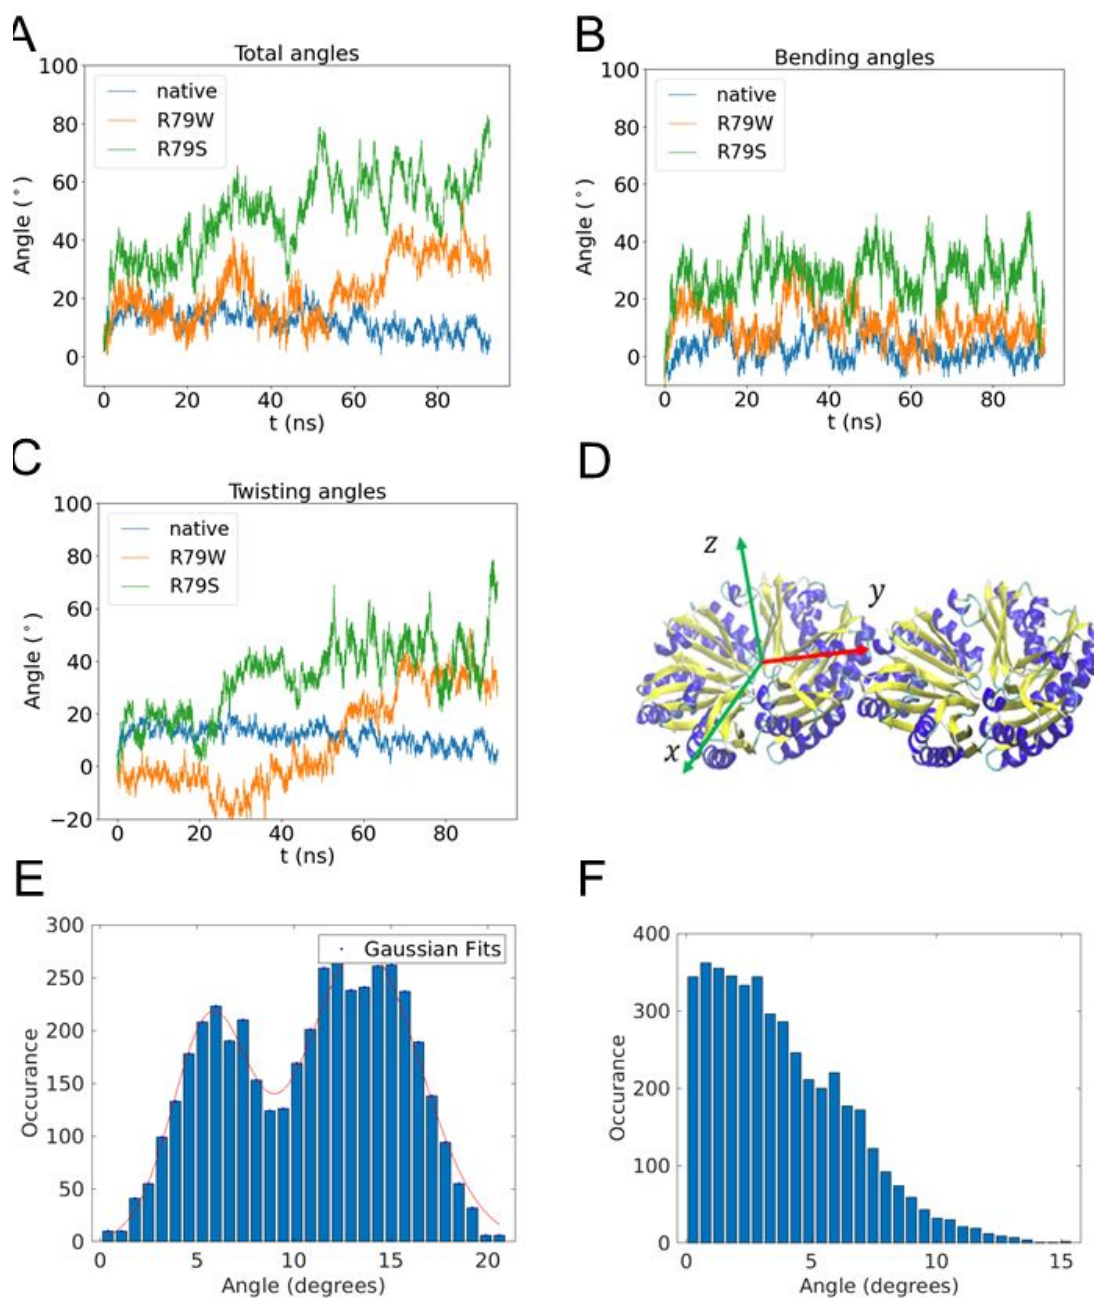 A
Total angles
100
80
60
40
20
0
Angle (°)
native
R79W
R79S
0 20 40 60 80
t (ns)
B
Bending angles
100
80
60
40
20
0
Angle (°)
native
R79W
R79S
0 20 40 60 80
t (ns)
C
Twisting angles
100
80
60
40
20
0
−20
Angle (°)
native
R79W
R79S
0 20 40 60 80
t (ns)
D
z
y
x
E
300
250
200
150
100
50
0
Occurance
Gaussian Fits
0 5 10 15 20
Angle (degrees)
F
400
300
200
100
0
Occurance
0 5 10 15
Angle (degrees)